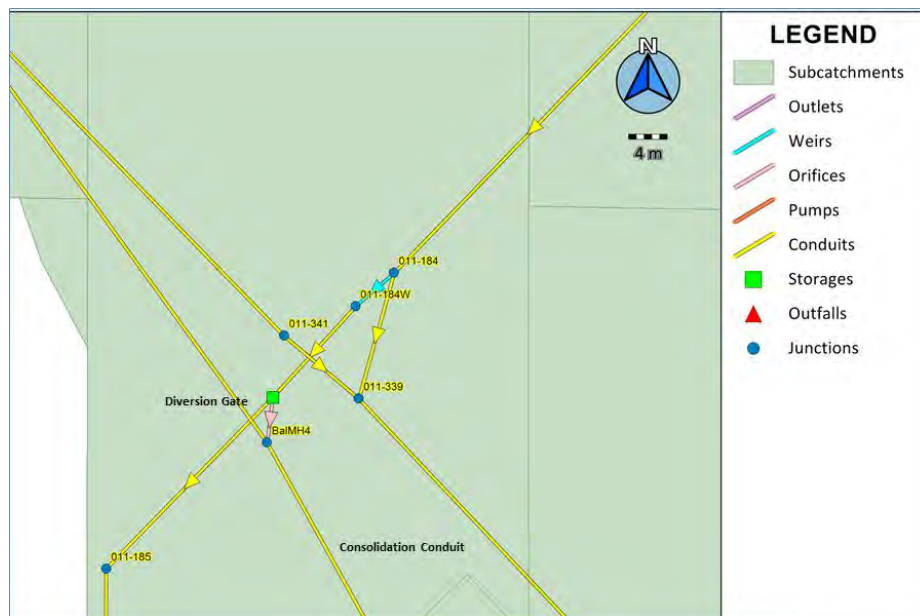 LEGEND
Subcatchments
Outlets
Weirs
Orifices
Pumps
Conduits
Storages
Outfalls
Junctions
N
4 m
011-184
011-184W
011-341
011-339
Diversion Gate
BalMH4
Consolidation Conduit
011-185